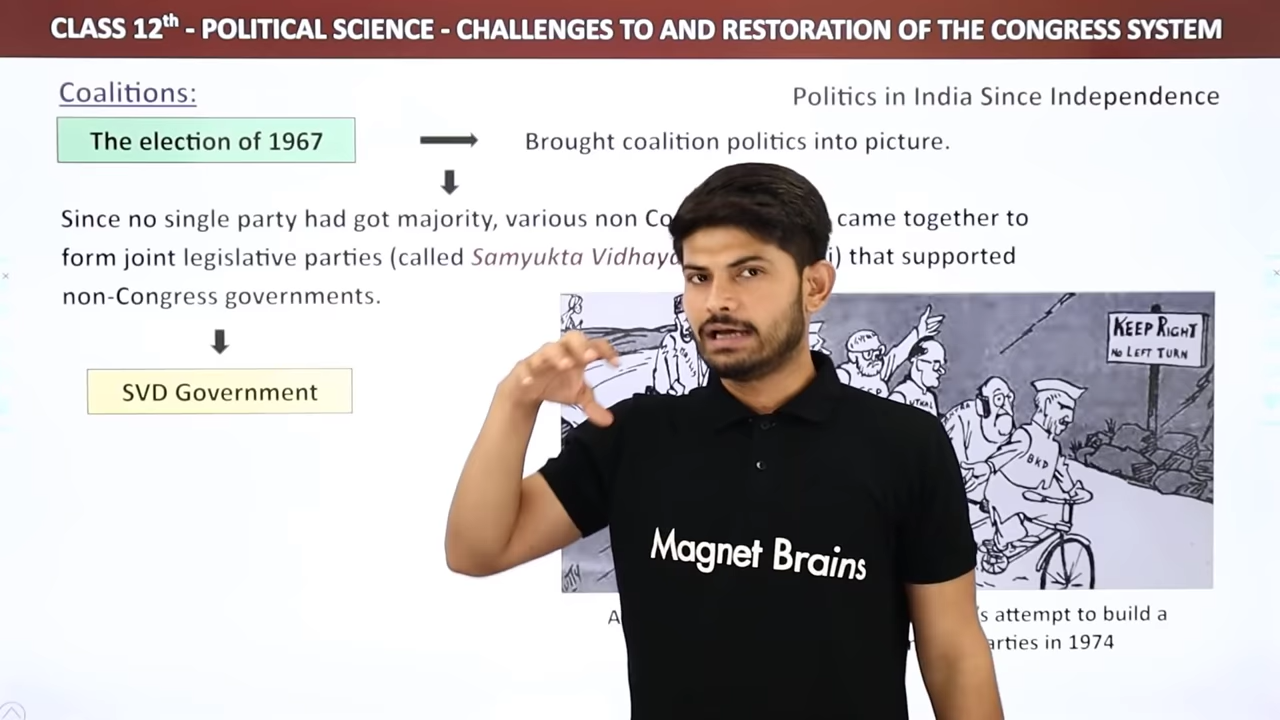 CLASS 12th - POLITICAL SCIENCE - CHALLENGES TO AND RESTORATION OF THE CONGRESS SYSTEM
Coalitions:
Politics in India Since Independence
The election of 1967
Brought coalition politics into picture.
Since no single party had got majority, various non came together to
form joint legislative parties (called Samyukta that supported
non-Congress governments.
SVD Government
KEEP RIGHT
NO LEFT TURN
UTKAL
BKD
Magnet Brains
attempt to build a
in 1974